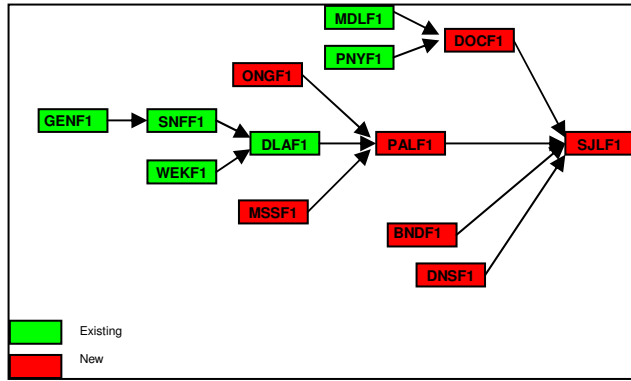 MDLF1
DOCF1
PNYF1
ONGF1
GENF1
SNFF1
DLAF1
PALF1
SJLF1
WEKF1
MSSF1
BNDF1
DNSF1
Existing
New